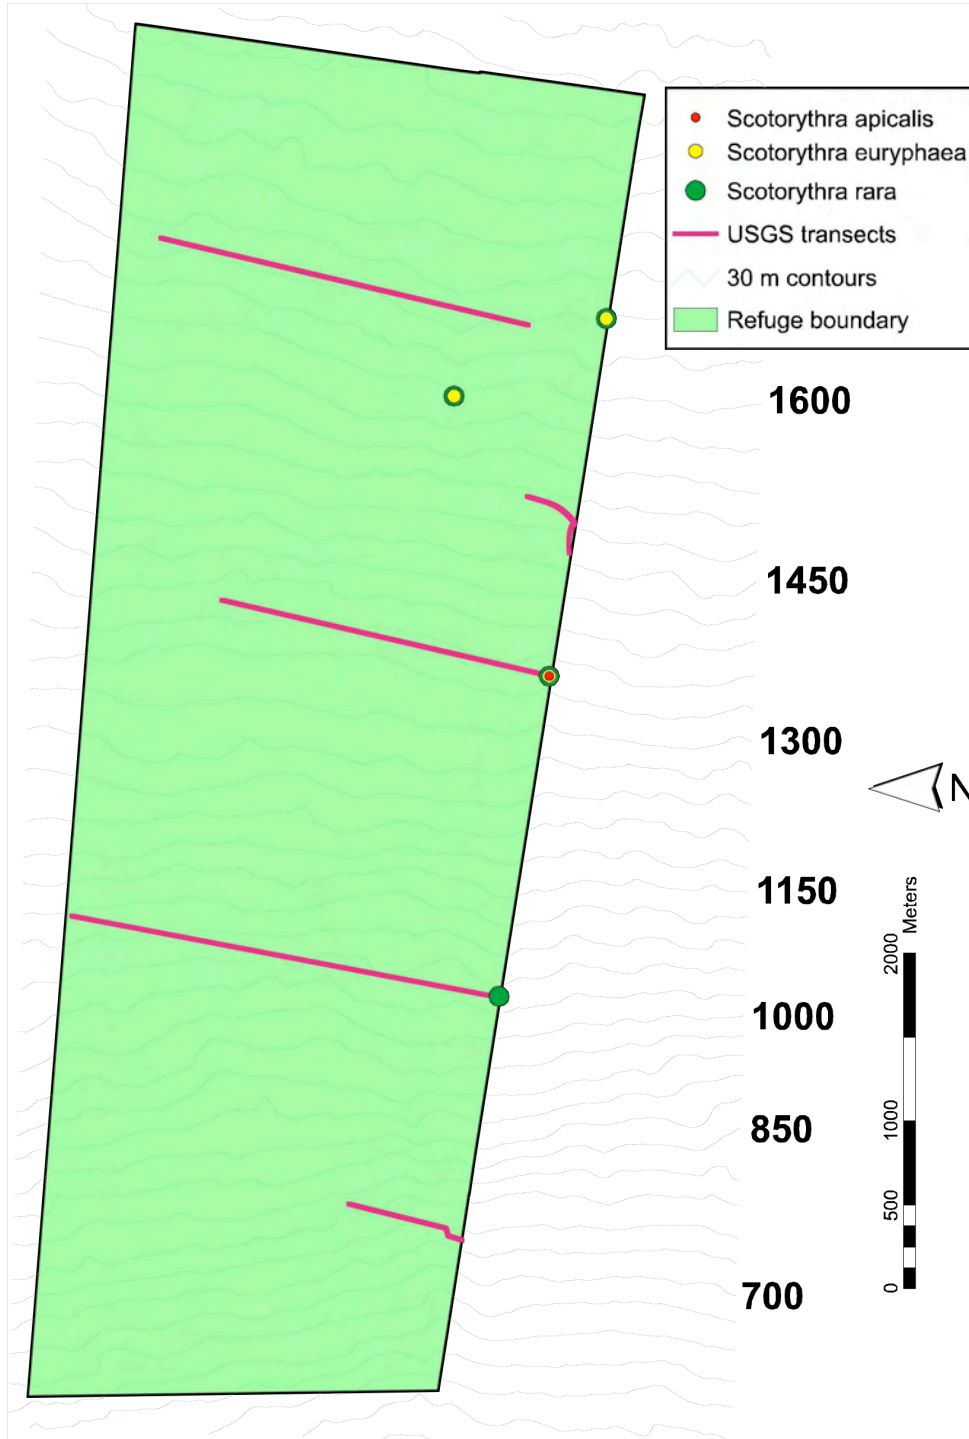 Scotorythra apicalis
Scotorythra euryphaea
Scotorythra rara
USGS transects
30 m contours
Refuge boundary
1600
1450
1300
N
1150
Meters
2000
1000
1000
850
500
0
700